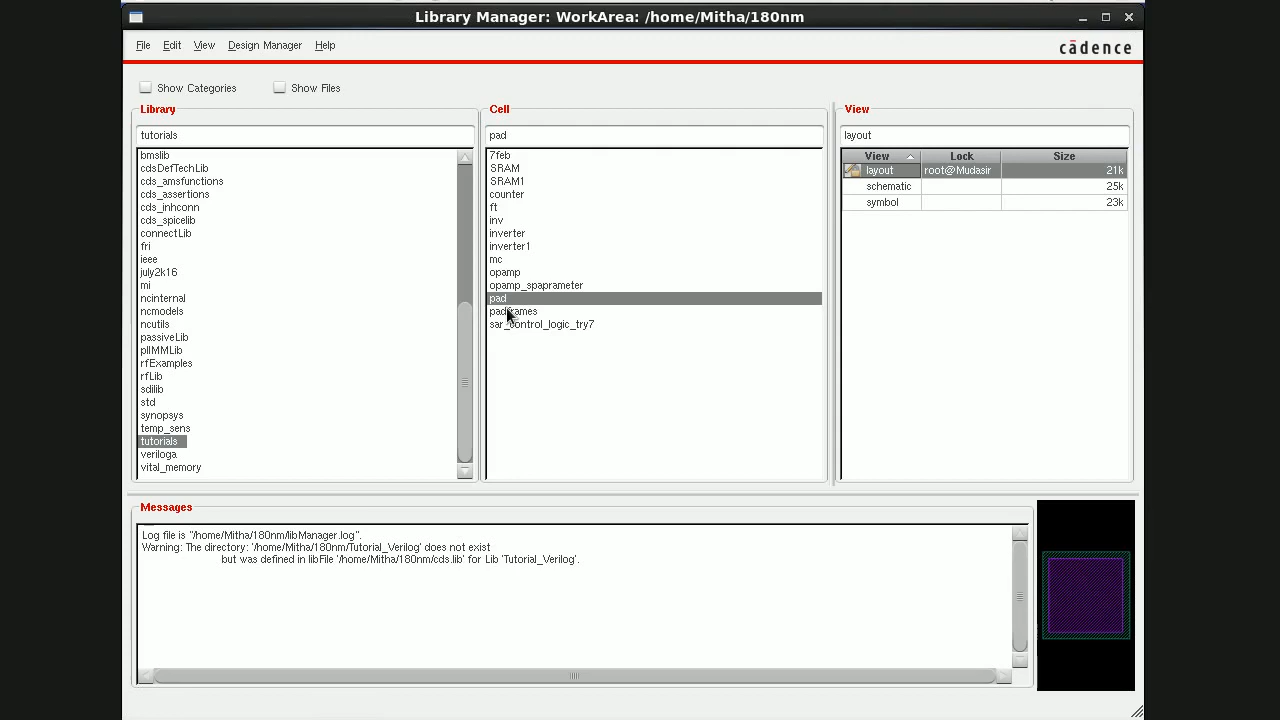 Library Manager: WorkArea: /home/Mitha/180nm
File Edit View Design Manager Help
cādence
Show Categories Show Files
Library
tutorials
bmslib
cdsDefTechLib
cds_amsfunctions
cds_assertions
cds_inhconn
cds_spicelib
connectLib
fri
ieee
july2k16
mi
ncinternal
ncmodels
ncutils
passiveLib
pllMMLib
rfExamples
rfLib
sdilib
std
synopsys
temp_sens
tutorials
veriloga
vital_memory
Cell
pad
7feb
SRAM
SRAM1
counter
ft
inv
inverter
inverter1
mc
opamp
opamp_spaprameter
pad
padframes
sar_control_logic_try7
View
layout
View Lock Size
layout root@Mudasir 21k
schematic 25k
symbol 23k
Messages
Log file is "/home/Mitha/180nm/libManager.log".
Warning: The directory: '/home/Mitha/180nm/Tutorial_Verilog' does not exist
but was defined in libFile '/home/Mitha/180nm/cds.lib' for Lib 'Tutorial_Verilog'.